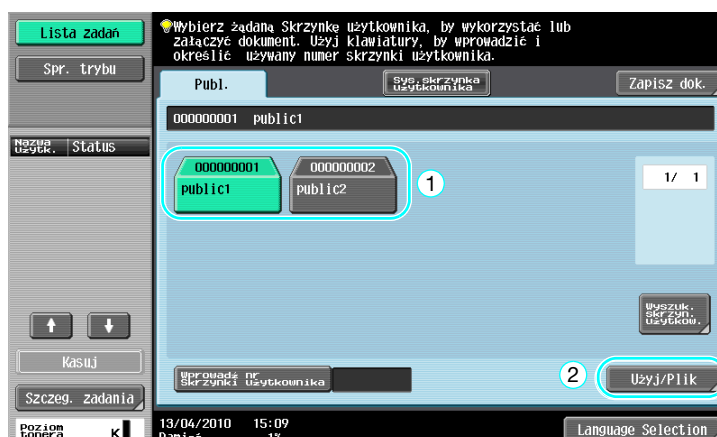 Lista zadań
Spr. trybu
Nazwa użytk.
Status
Kasuj
Szczeg. zadania
Poziom tonera
K
Wybierz żądaną Skrzynkę użytkownika, by wykorzystać lub
załączyć dokument. Użyj klawiatury, by wprowadzić i
określić używany numer skrzynki użytkownika.
Publ.
Sys.skrzynka
użytkownika
Zapisz dok.
000000001 public1
000000001
public1
000000002
public2
1
1/ 1
Wyszuk.
skrzyn.
użytkow.
Wprowadź nr
Skrzynki użytkownika
2
Użyj/Plik
13/04/2010 15:09
Pamięć 1%
Language Selection